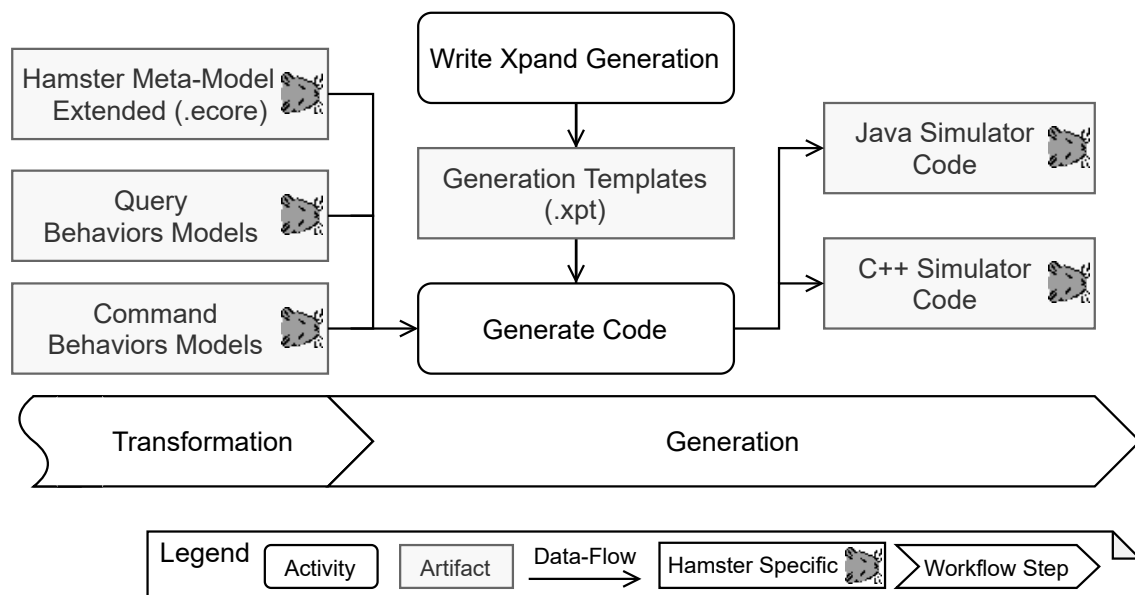 Write Xpand Generation
Hamster Meta-Model
Extended (.ecore)
Java Simulator
Code
Generation Templates
(.xpt)
Query
Behaviors Models
C++ Simulator
Code
Command
Behaviors Models
Generate Code
Transformation
Generation
Legend
Activity
Artifact
Data-Flow
Hamster Specific
Workflow Step